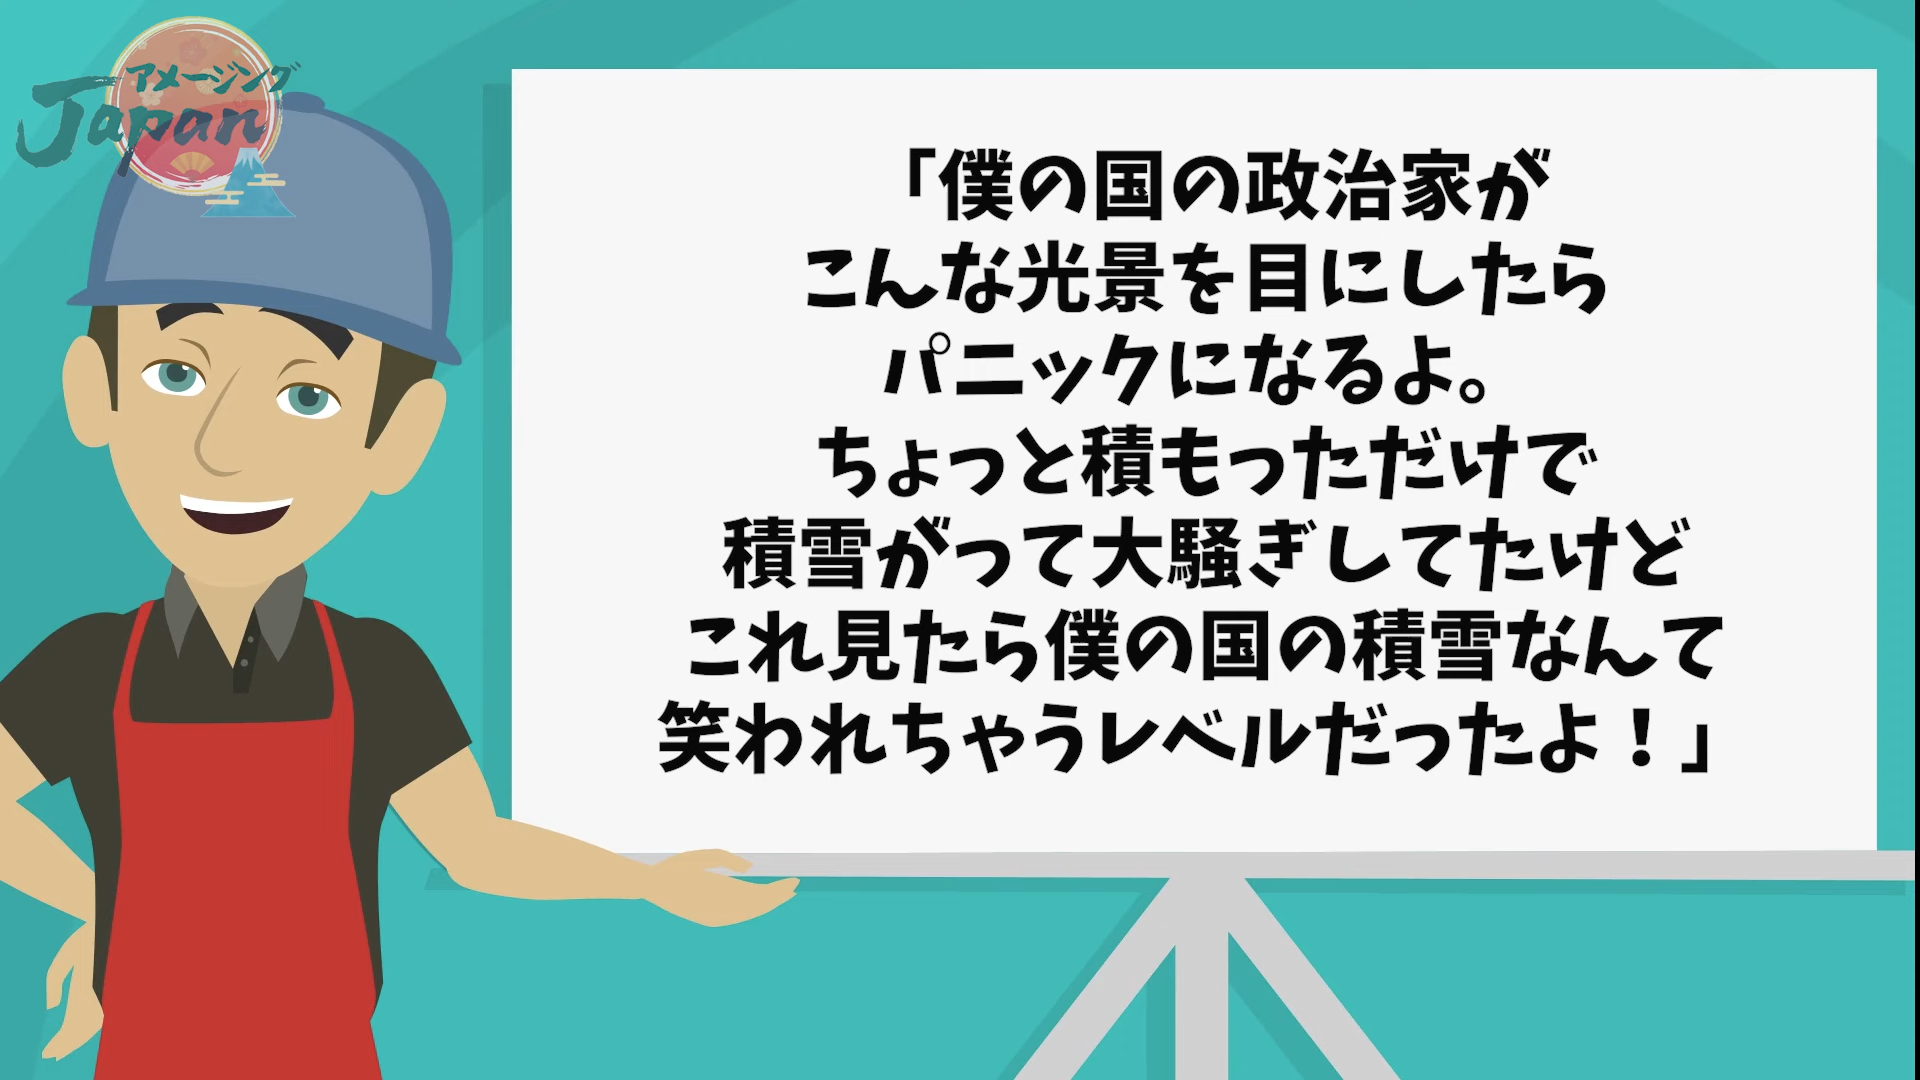 アメージング
Japan
「僕の国の政治家が
こんな光景を目にしたら
パニックになるよ。
ちょっと積もっただけで
積雪がって大騒ぎしてたけど
これ見たら僕の国の積雪なんて
笑われちゃうレベルだったよ！」